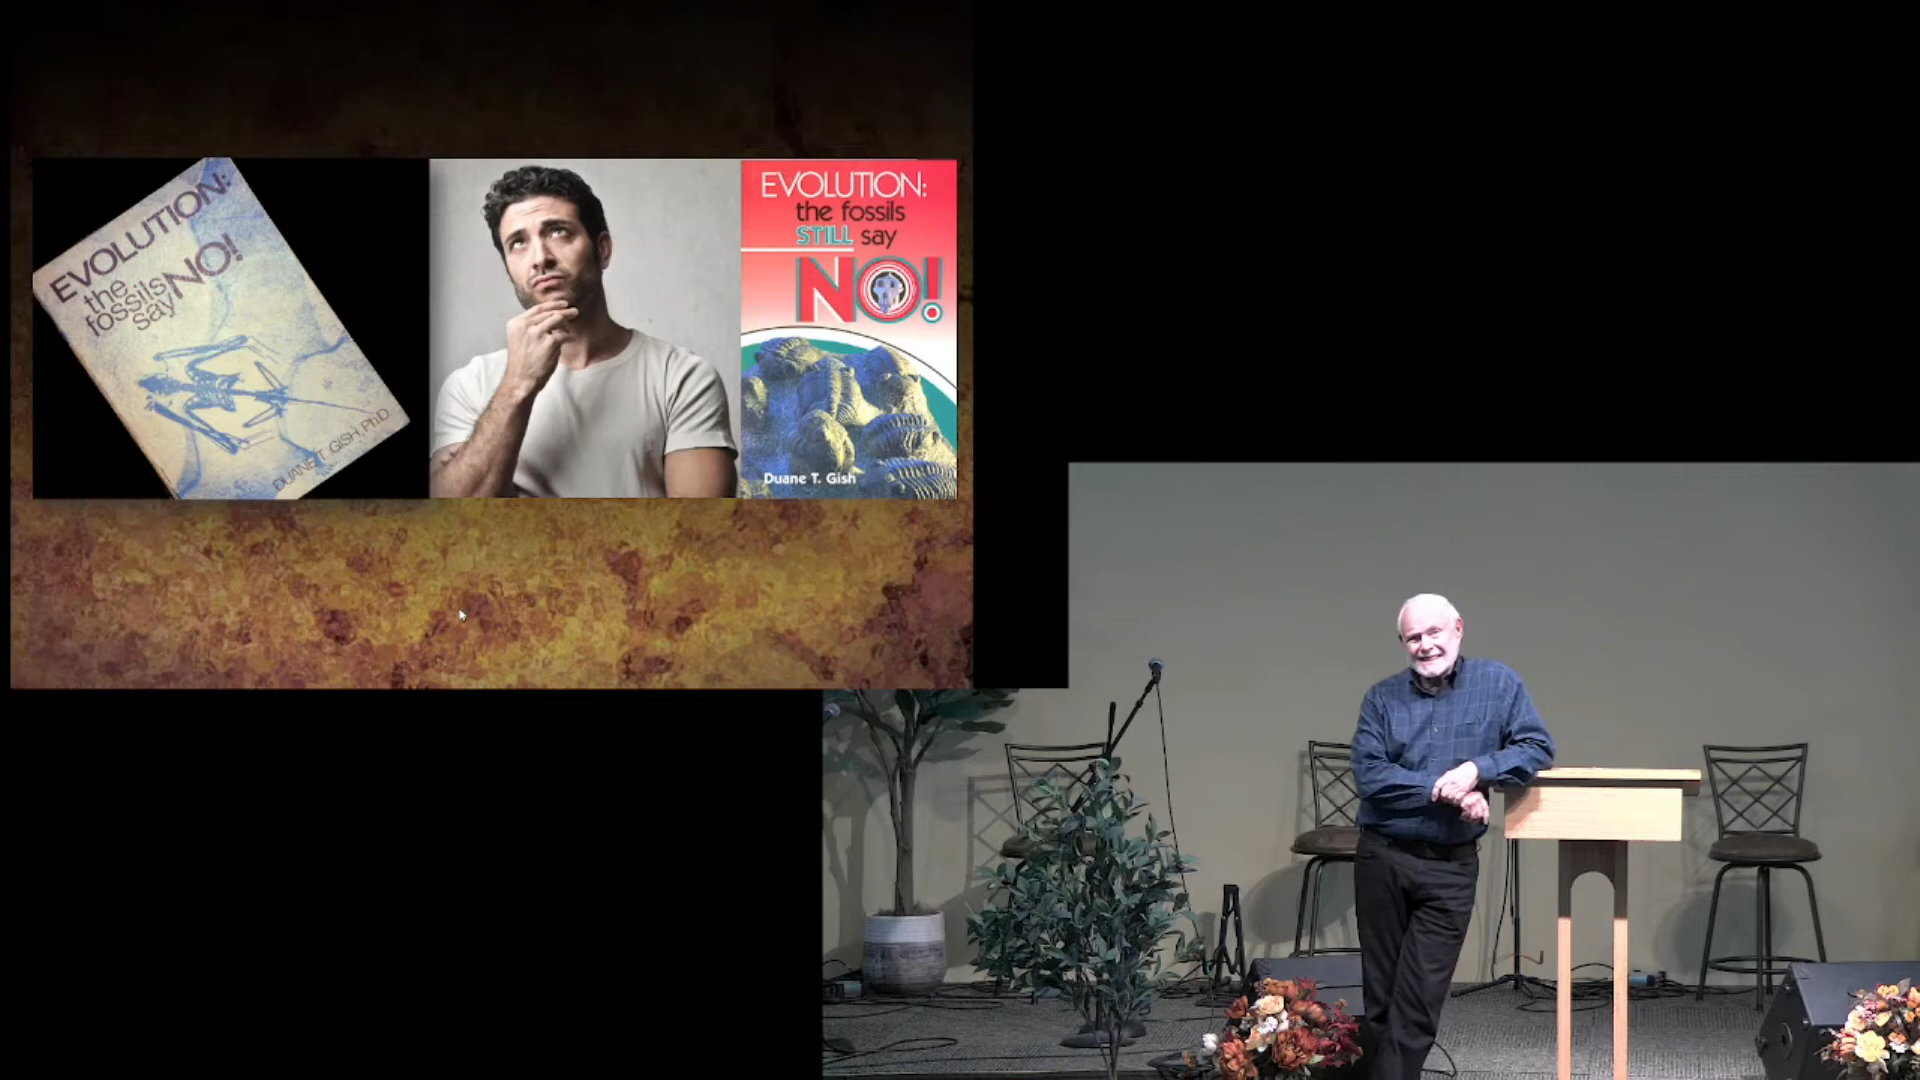 EVOLUTION:
the
fossils
say NO!
DUANE T. GISH, Ph.D.
EVOLUTION:
the fossils
STILL say
NO!
Duane T. Gish